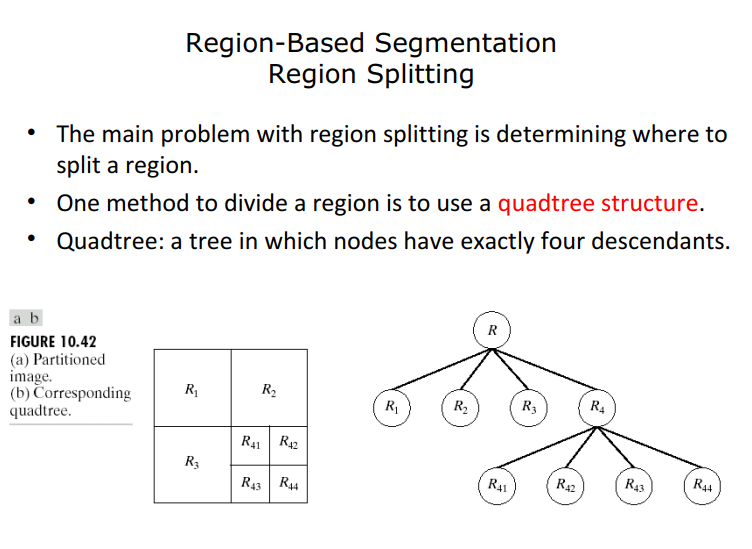 Region-Based Segmentation
Region Splitting
• The main problem with region splitting is determining where to
split a region.
• One method to divide a region is to use a quadtree structure.
• Quadtree: a tree in which nodes have exactly four descendants.
a b
FIGURE 10.42
(a) Partitioned
image.
(b) Corresponding
quadtree.
R1 R2
R41 R42
R3
R43 R44
R
R1 R2 R3 R4
R41 R42 R43 R44